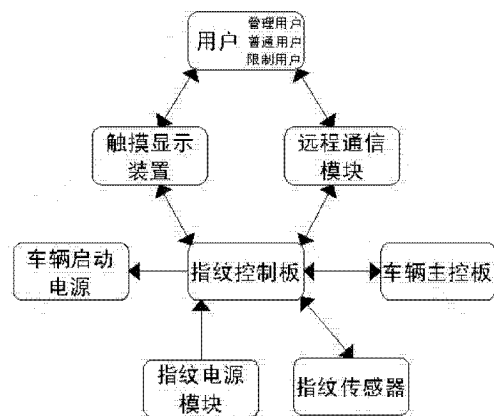 用户
管理用户
普通用户
限制用户
触摸显示
装置
远程通信
模块
车辆启动
电源
指纹控制板
车辆主控板
指纹电源
模块
指纹传感器